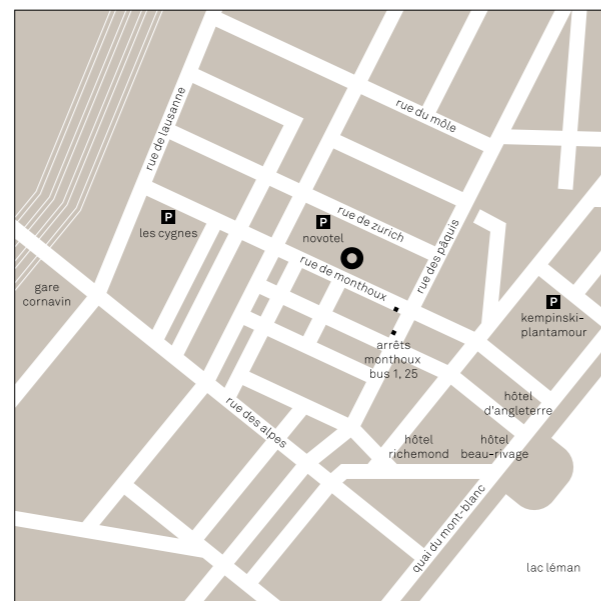 rue du môle
rue de lausanne
P
les cygnes
P
novotel
rue de zurich
rue de monthoux
rue des pâquis
gare
cornavin
P
kempinski-
plantamour
arrêts
monthoux
bus 1, 25
hôtel
d'angleterre
rue des alpes
hôtel
richemond
hôtel
beau-rivage
quai du mont-blanc
lac léman